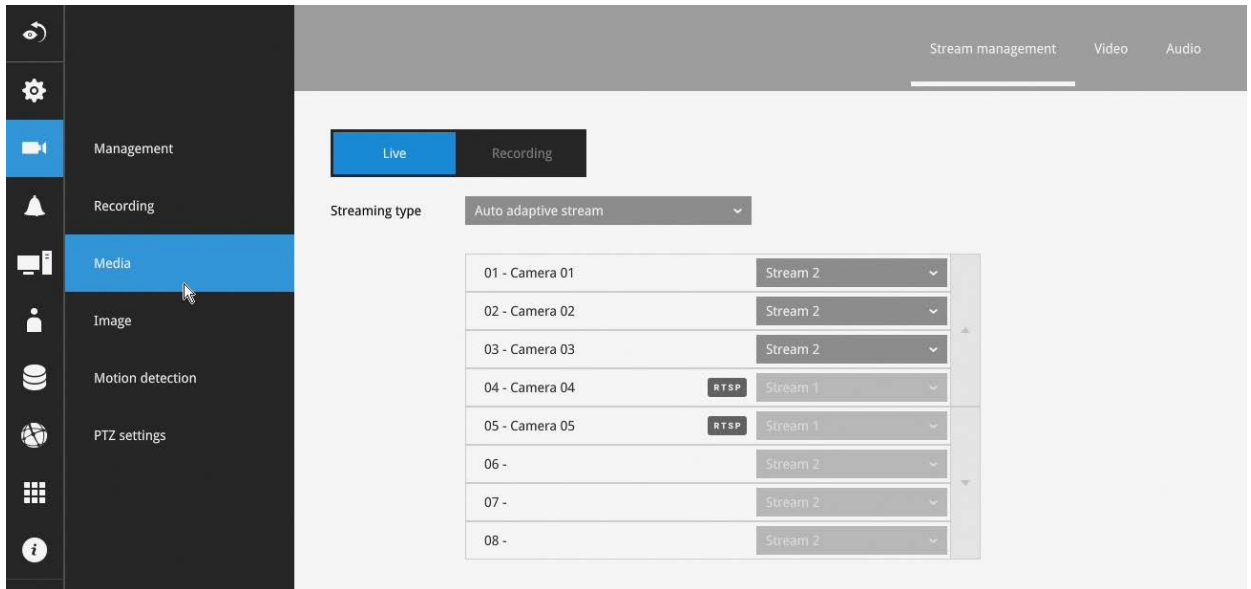 Stream management Video Audio
Management
Recording
Media
Image
Motion detection
PTZ settings
Live Recording
Streaming type Auto adaptive stream
01 - Camera 01 Stream 2
02 - Camera 02 Stream 2
03 - Camera 03 Stream 2
04 - Camera 04 RTSP Stream 1
05 - Camera 05 RTSP Stream 1
06 - Stream 2
07 - Stream 2
08 - Stream 2